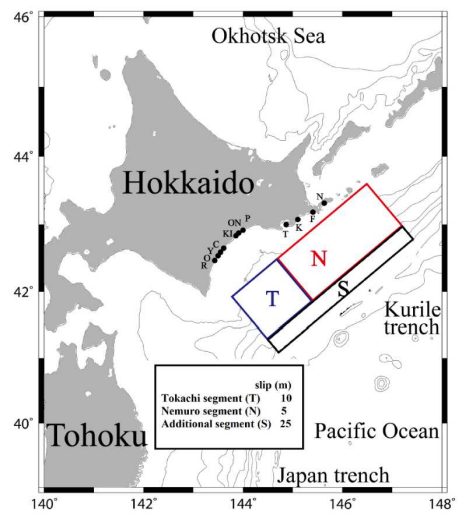 46°
Okhotsk Sea
44°
Hokkaido
N
F
K
T
P
ON
KI
C
Y
O
R
N
T
S
42°
Kurile
trench
slip (m)
Tokachi segment (T) 10
Nemuro segment (N) 5
Additional segment (S) 25
40°
Tohoku
Pacific Ocean
Japan trench
140° 142° 144° 146° 148°